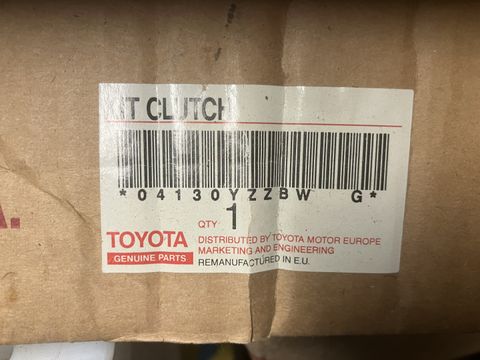 KIT CLUTCH
*04130YZZBW G*
QTY 1
TOYOTA
GENUINE PARTS
DISTRIBUTED BY TOYOTA MOTOR EUROPE
MARKETING AND ENGINEERING
REMANUFACTURED IN E.U.
A.